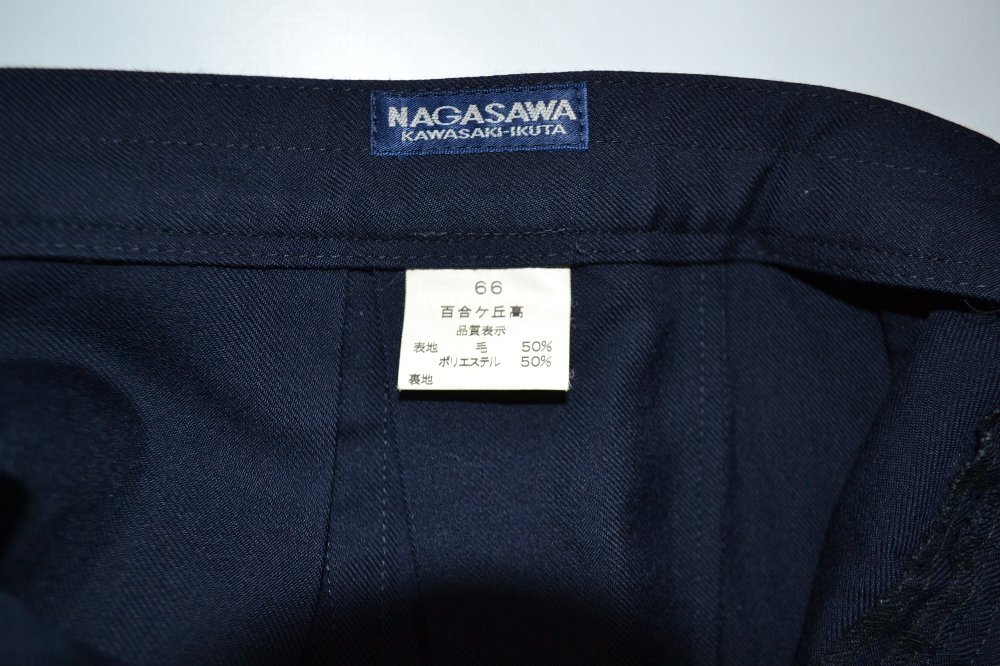 NAGASAWA
KAWASAKI-IKUTA
66
百合ケ丘高
品質表示
表地 毛 50%
ポリエステル 50%
裏地